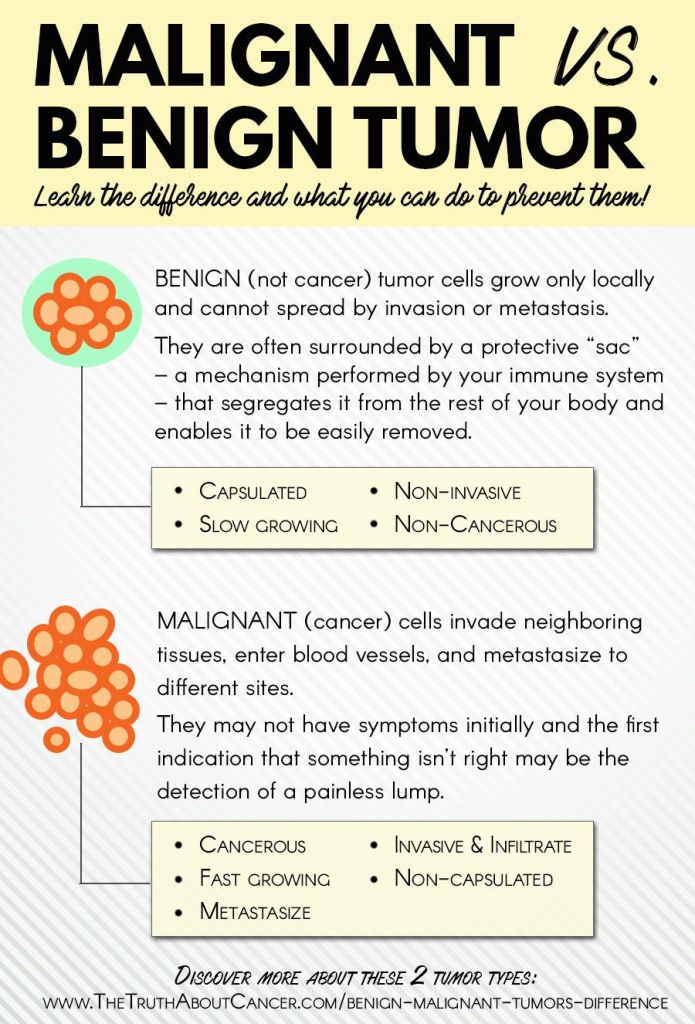 MALIGNANT VS.
BENIGN TUMOR
Learn the difference and what you can do to prevent them!
BENIGN (not cancer) tumor cells grow only locally
and cannot spread by invasion or metastasis.
They are often surrounded by a protective “sac”
– a mechanism performed by your immune system
– that segregates it from the rest of your body and
enables it to be easily removed.
• Capsulated
• Slow growing
• Non-invasive
• Non-Cancerous
MALIGNANT (cancer) cells invade neighboring
tissues, enter blood vessels, and metastasize to
different sites.
They may not have symptoms initially and the first
indication that something isn’t right may be the
detection of a painless lump.
• Cancerous
• Fast growing
• Metastasize
• Invasive & Infiltrate
• Non-capsulated
Discover more about these 2 tumor types:
www.TheTruthAboutCancer.com/benign-malignant-tumors-difference